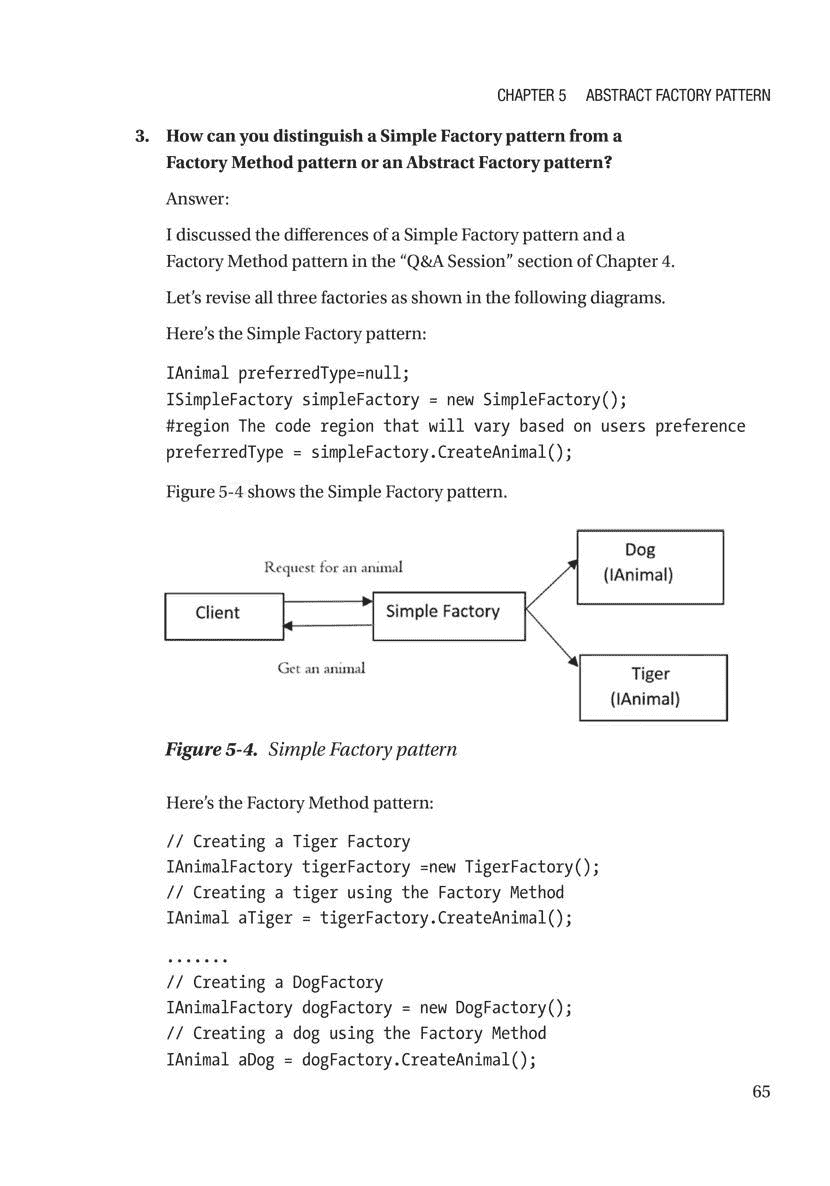 CHAPTER 5 ABSTRACT FACTORY PATTERN
3. How can you distinguish a Simple Factory pattern from a
Factory Method pattern or an Abstract Factory pattern?
Answer:
I discussed the differences of a Simple Factory pattern and a
Factory Method pattern in the “Q&A Session” section of Chapter 4.
Let’s revise all three factories as shown in the following diagrams.
Here’s the Simple Factory pattern:
IAnimal preferredType=null;
ISimpleFactory simpleFactory = new SimpleFactory();
#region The code region that will vary based on users preference
preferredType = simpleFactory.CreateAnimal();
Figure 5-4 shows the Simple Factory pattern.
Request for an animal
Client
Simple Factory
Get an animal
Dog
(IAnimal)
Tiger
(IAnimal)
Figure 5-4. Simple Factory pattern
Here’s the Factory Method pattern:
// Creating a Tiger Factory
IAnimalFactory tigerFactory =new TigerFactory();
// Creating a tiger using the Factory Method
IAnimal aTiger = tigerFactory.CreateAnimal();
.......
// Creating a DogFactory
IAnimalFactory dogFactory = new DogFactory();
// Creating a dog using the Factory Method
IAnimal aDog = dogFactory.CreateAnimal();
65